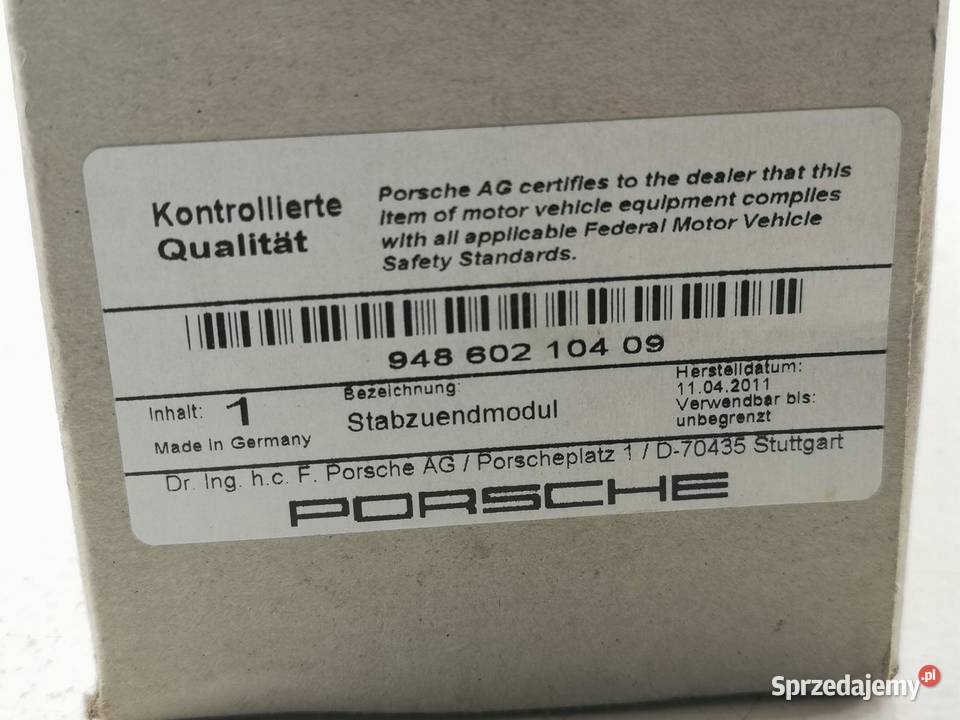 Kontrollierte
Qualität
Porsche AG certifies to the dealer that this
item of motor vehicle equipment complies
with all applicable Federal Motor Vehicle
Safety Standards.
948 602 104 09
Inhalt: 1
Made in Germany
Bezeichnung:
Stabzuendmodul
Herstelldatum:
11.04.2011
Verwendbar bis:
unbegrenzt
Dr. Ing. h.c. F. Porsche AG / Porscheplatz 1 / D-70435 Stuttgart
PORSCHE
Sprzedajemy.pl